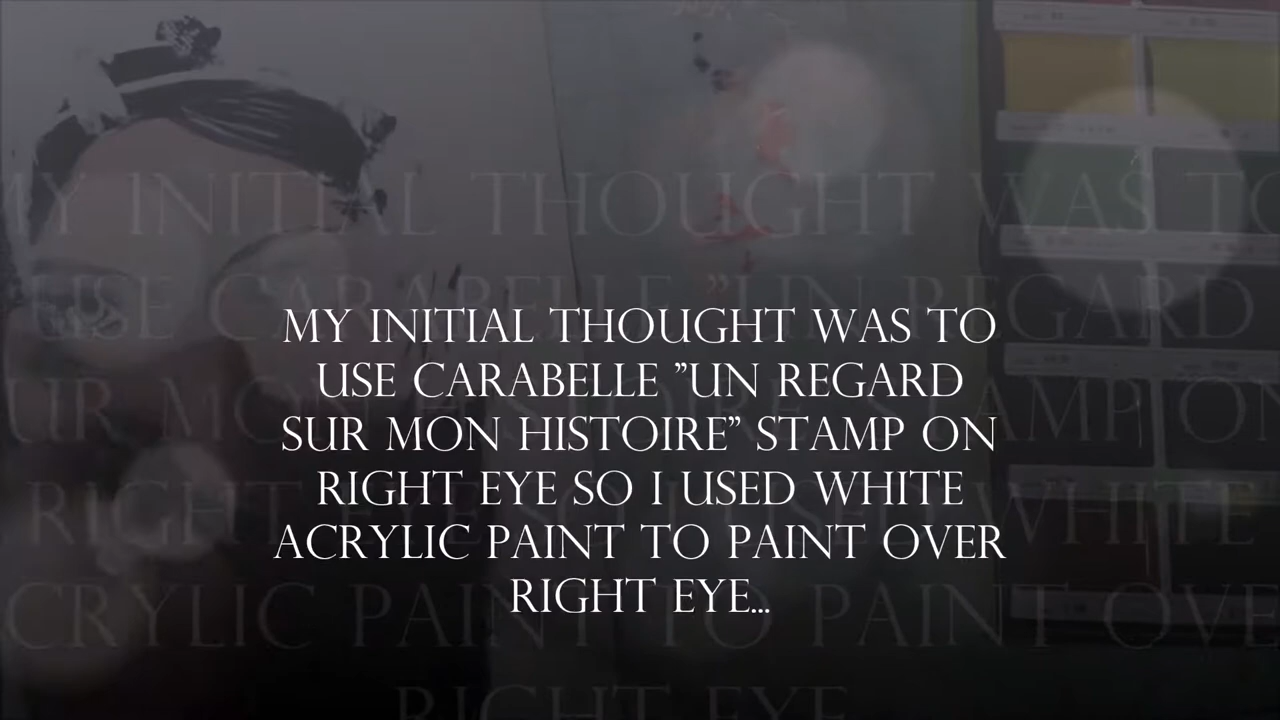 MY INITIAL THOUGHT WAS TO
USE CARABELLE ”UN REGARD
SUR MON HISTOIRE” STAMP ON
RIGHT EYE SO I USED WHITE
ACRYLIC PAINT TO PAINT OVER
RIGHT EYE...